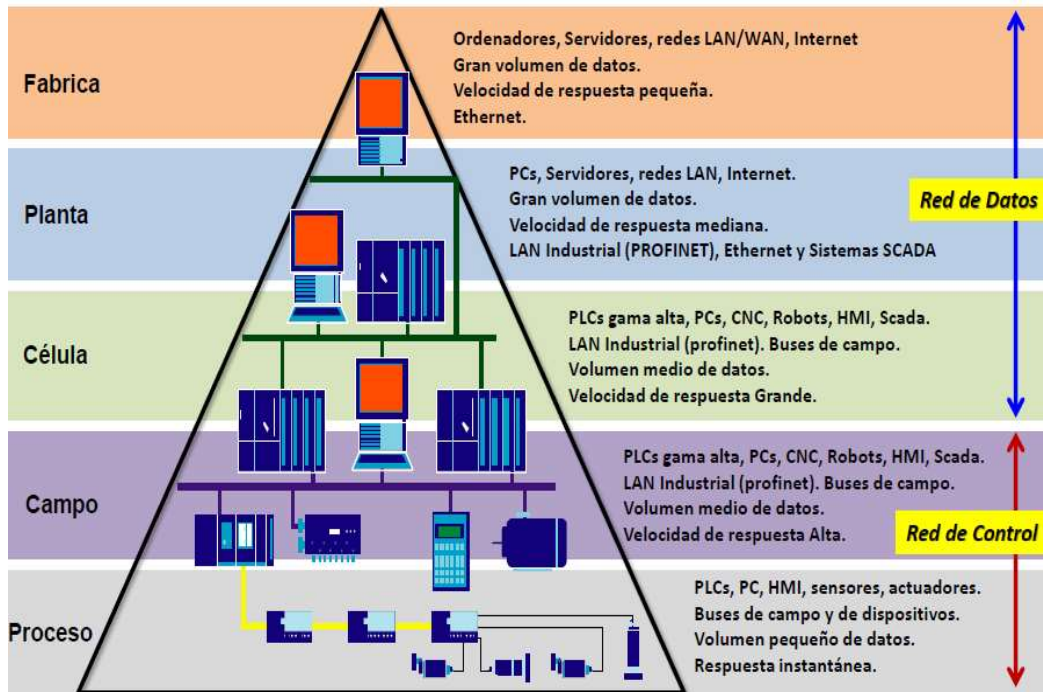 Fabrica
Ordenadores, Servidores, redes LAN/WAN, Internet
Gran volumen de datos.
Velocidad de respuesta pequeña.
Ethernet.
Planta
PCs, Servidores, redes LAN, Internet.
Gran volumen de datos.
Velocidad de respuesta mediana.
LAN Industrial (PROFINET), Ethernet y Sistemas SCADA
Red de Datos
Célula
PLCs gama alta, PCs, CNC, Robots, HMI, Scada.
LAN Industrial (profinet). Buses de campo.
Volumen medio de datos.
Velocidad de respuesta Grande.
Campo
PLCs gama alta, PCs, CNC, Robots, HMI, Scada.
LAN Industrial (profinet). Buses de campo.
Volumen medio de datos.
Velocidad de respuesta Alta.
Red de Control
Proceso
PLCs, PC, HMI, sensores, actuadores.
Buses de campo y de dispositivos.
Volumen pequeño de datos.
Respuesta instantánea.